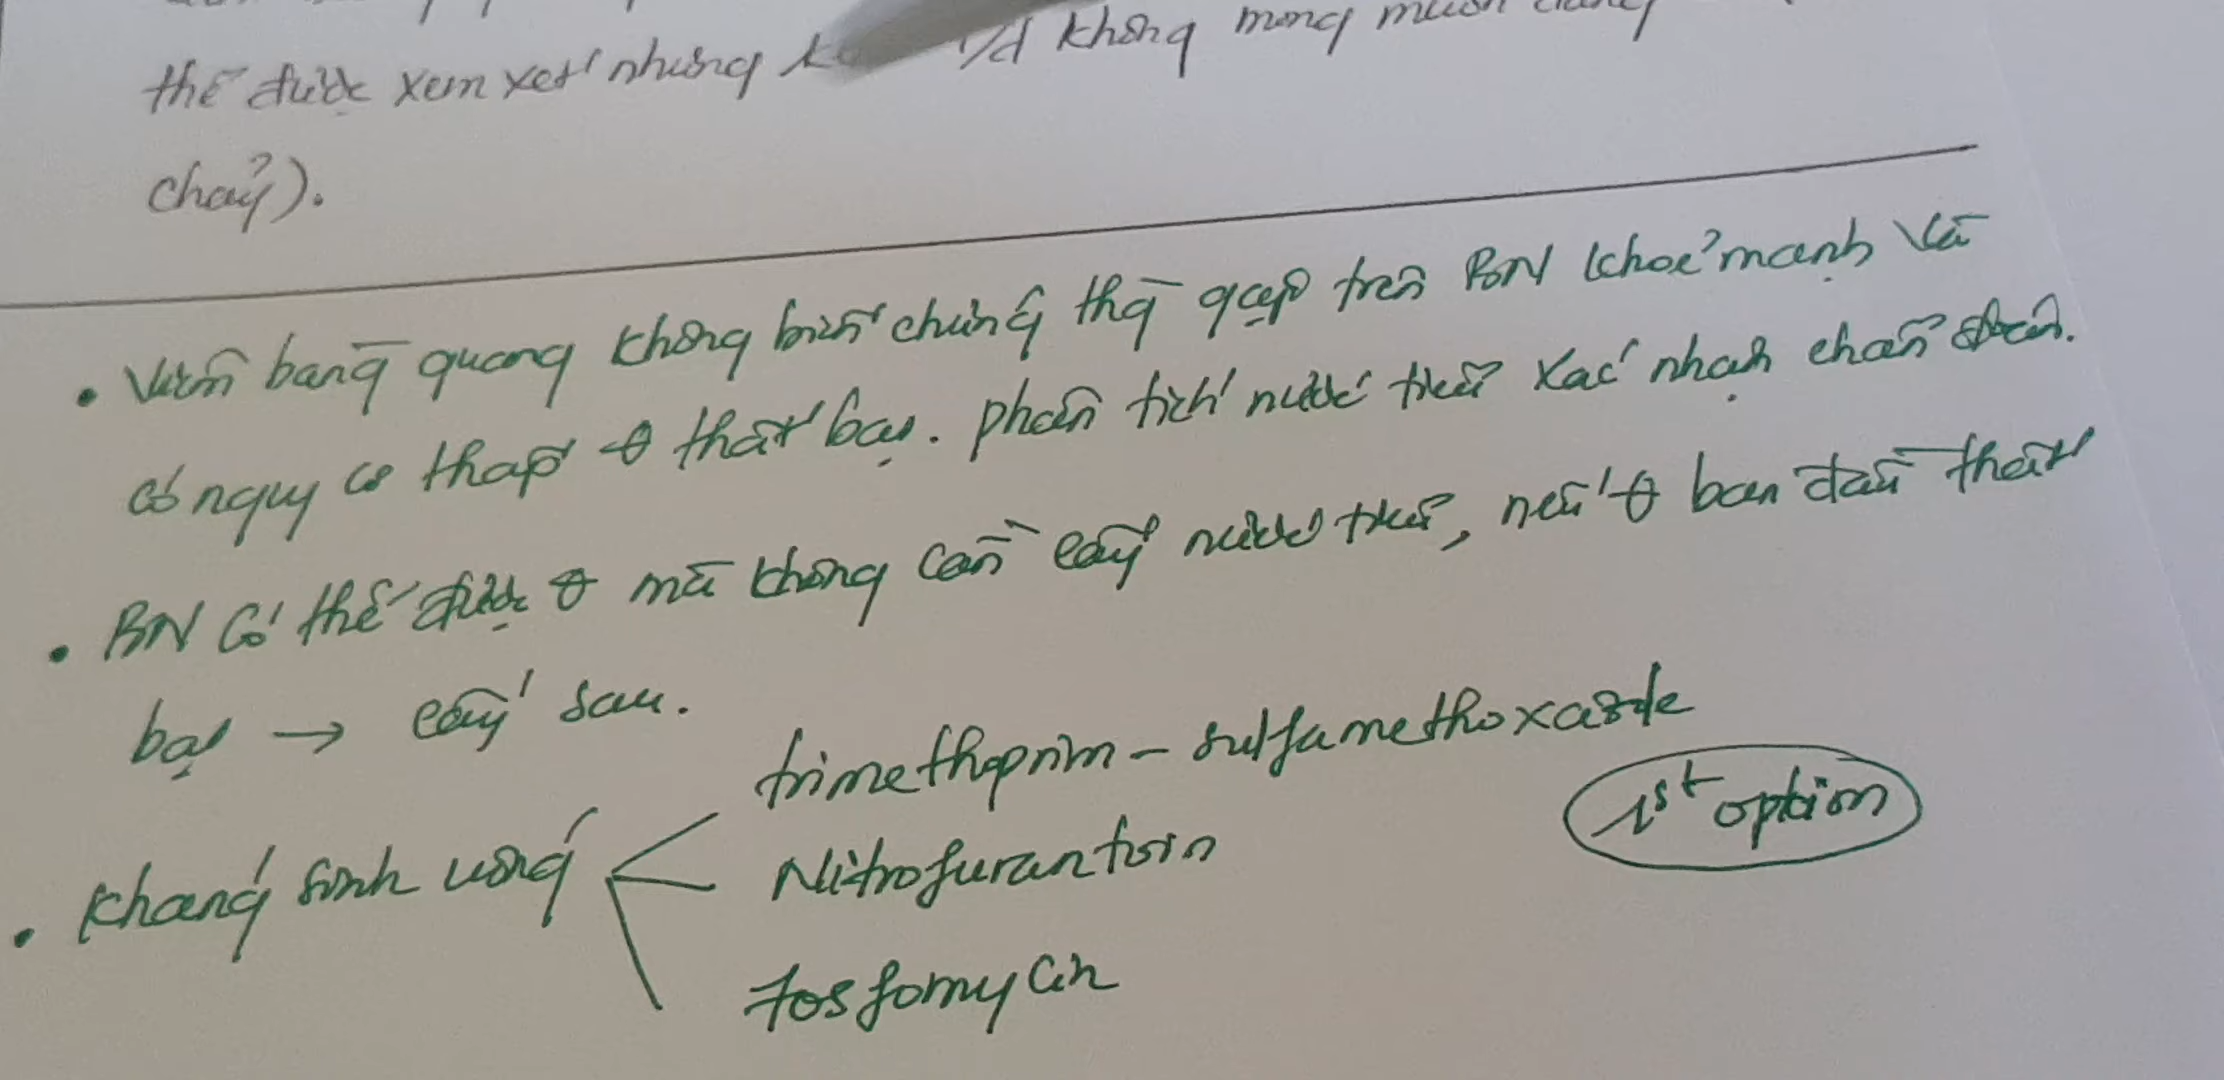 thể được xem xét nhưng t/d không mong muốn
chảy).
• Viêm bàng quang không biến chứng thg gặp trên BN khoẻ mạnh và
có nguy cơ thấp θ thất bại. phân tích nước tiểu xác nhận chẩn đoán.
• BN có thể được θ mà không cần cấy nước tiểu, nếu θ ban đầu thất
bại → cấy sau.
trimethoprim - sulfamethoxazole
1st option
• kháng sinh uống
Nitrofurantoin
Fosfomycin